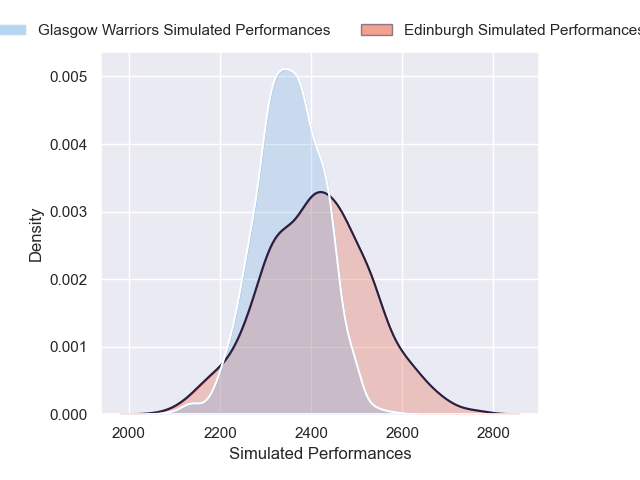 Glasgow Warriors Simulated Performances
Edinburgh Simulated Performances
0.005
0.004
0.003
0.002
0.001
0.000
Density
2000 2200 2400 2600 2800
Simulated Performances